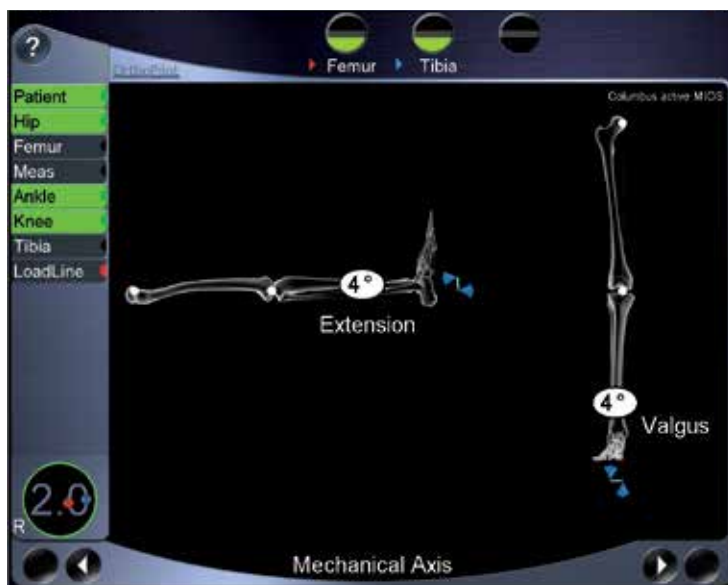 ?
Femur Tibia
OrthoPilot
Columbus active MIOS
Patient
Hip
Femur
Meas
Ankle
Knee
Tibia
LoadLine
4°
Extension
4°
Valgus
2.0
R
Mechanical Axis